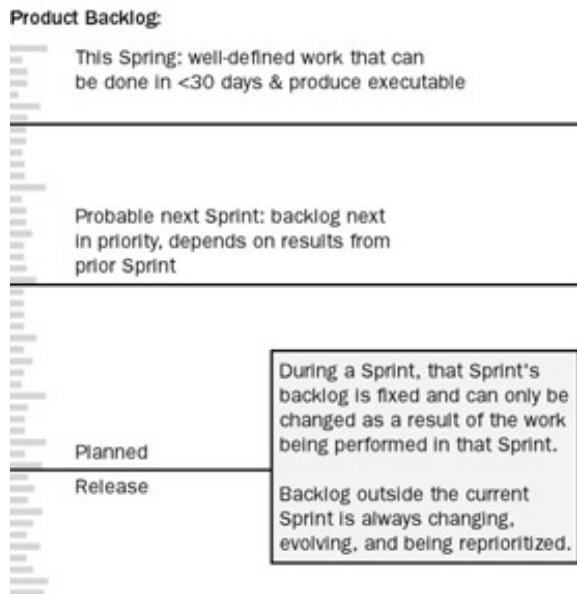 Product Backlog:
This Spring: well-defined work that can
be done in <30 days & produce executable
Probable next Sprint: backlog next
in priority, depends on results from
prior Sprint
Planned
Release
During a Sprint, that Sprint's
backlog is fixed and can only be
changed as a result of the work
being performed in that Sprint.
Backlog outside the current
Sprint is always changing,
evolving, and being reprioritized.